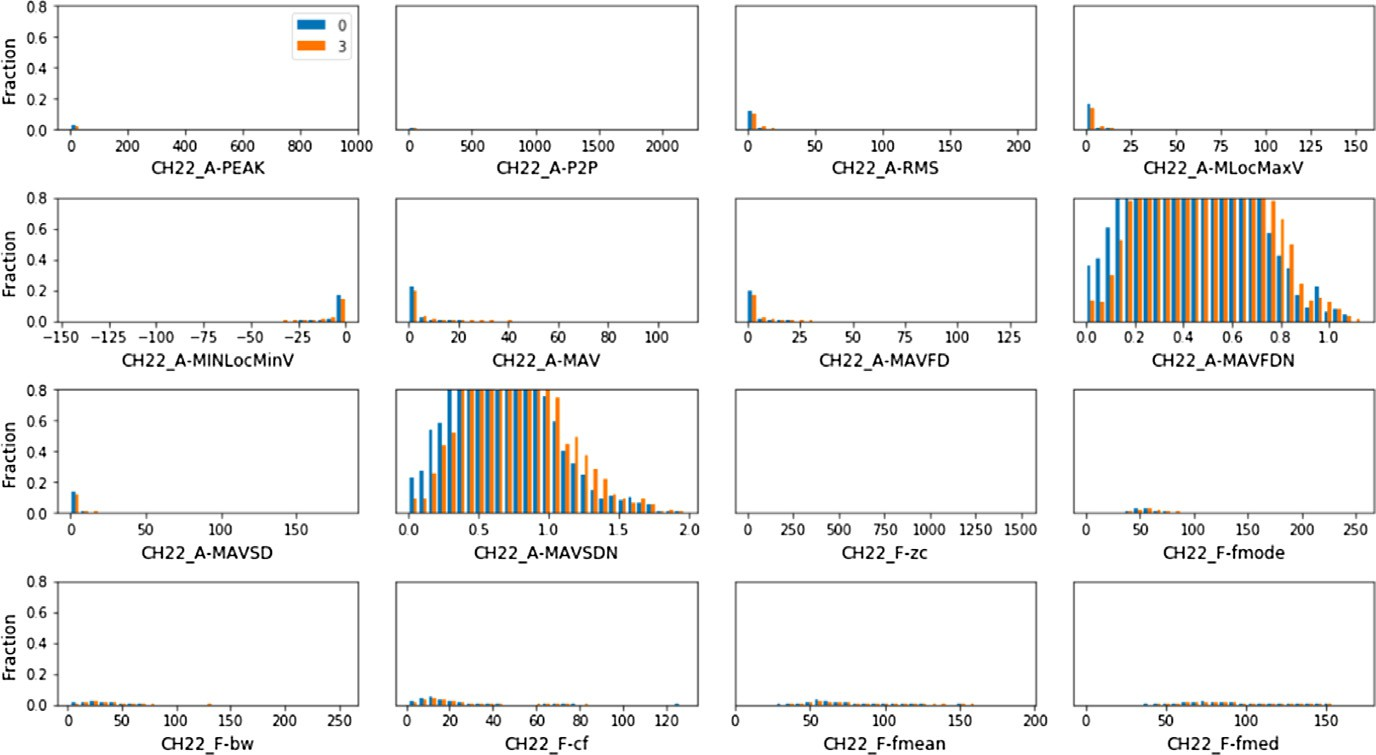 0.8
0.6
0.4
0.2
0.0
Fraction
0
3
0 200 400 600 800 1000
CH22_A-PEAK
0 500 1000 1500 2000
CH22_A-P2P
0 50 100 150 200
CH22_A-RMS
0 25 50 75 100 125 150
CH22_A-MLocMaxV
0.8
0.6
0.4
0.2
0.0
Fraction
−150 −125 −100 −75 −50 −25 0
CH22_A-MINLocMinV
0 20 40 60 80 100
CH22_A-MAV
0 25 50 75 100 125
CH22_A-MAVFD
0.0 0.2 0.4 0.6 0.8 1.0
CH22_A-MAVFDN
0.8
0.6
0.4
0.2
0.0
Fraction
0 50 100 150
CH22_A-MAVSD
0.0 0.5 1.0 1.5 2.0
CH22_A-MAVSDN
0 250 500 750 1000 1250 1500
CH22_F-zc
0 50 100 150 200 250
CH22_F-fmode
0.8
0.6
0.4
0.2
0.0
Fraction
0 50 100 150 200 250
CH22_F-bw
0 20 40 60 80 100 120
CH22_F-cf
0 50 100 150 200
CH22_F-fmean
0 50 100 150
CH22_F-fmed